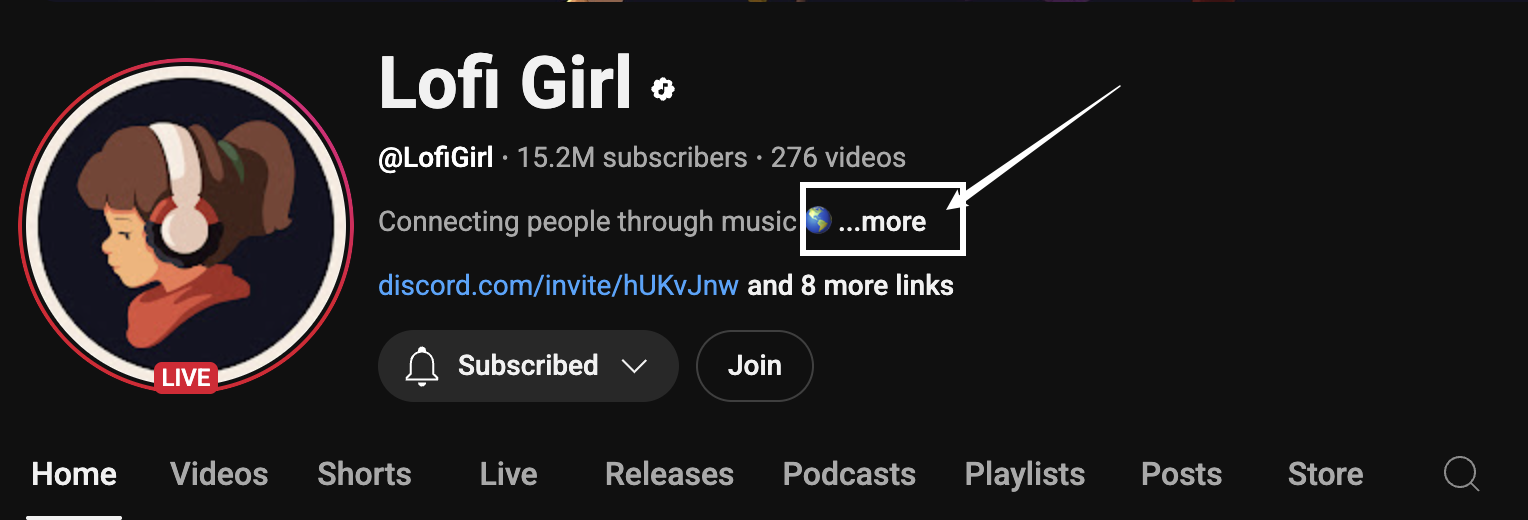 Lofi Girl
@LofiGirl · 15.2M subscribers · 276 videos
Connecting people through music 🌎 ...more
discord.com/invite/hUKvJnw and 8 more links
Subscribed Join
LIVE
Home Videos Shorts Live Releases Podcasts Playlists Posts Store